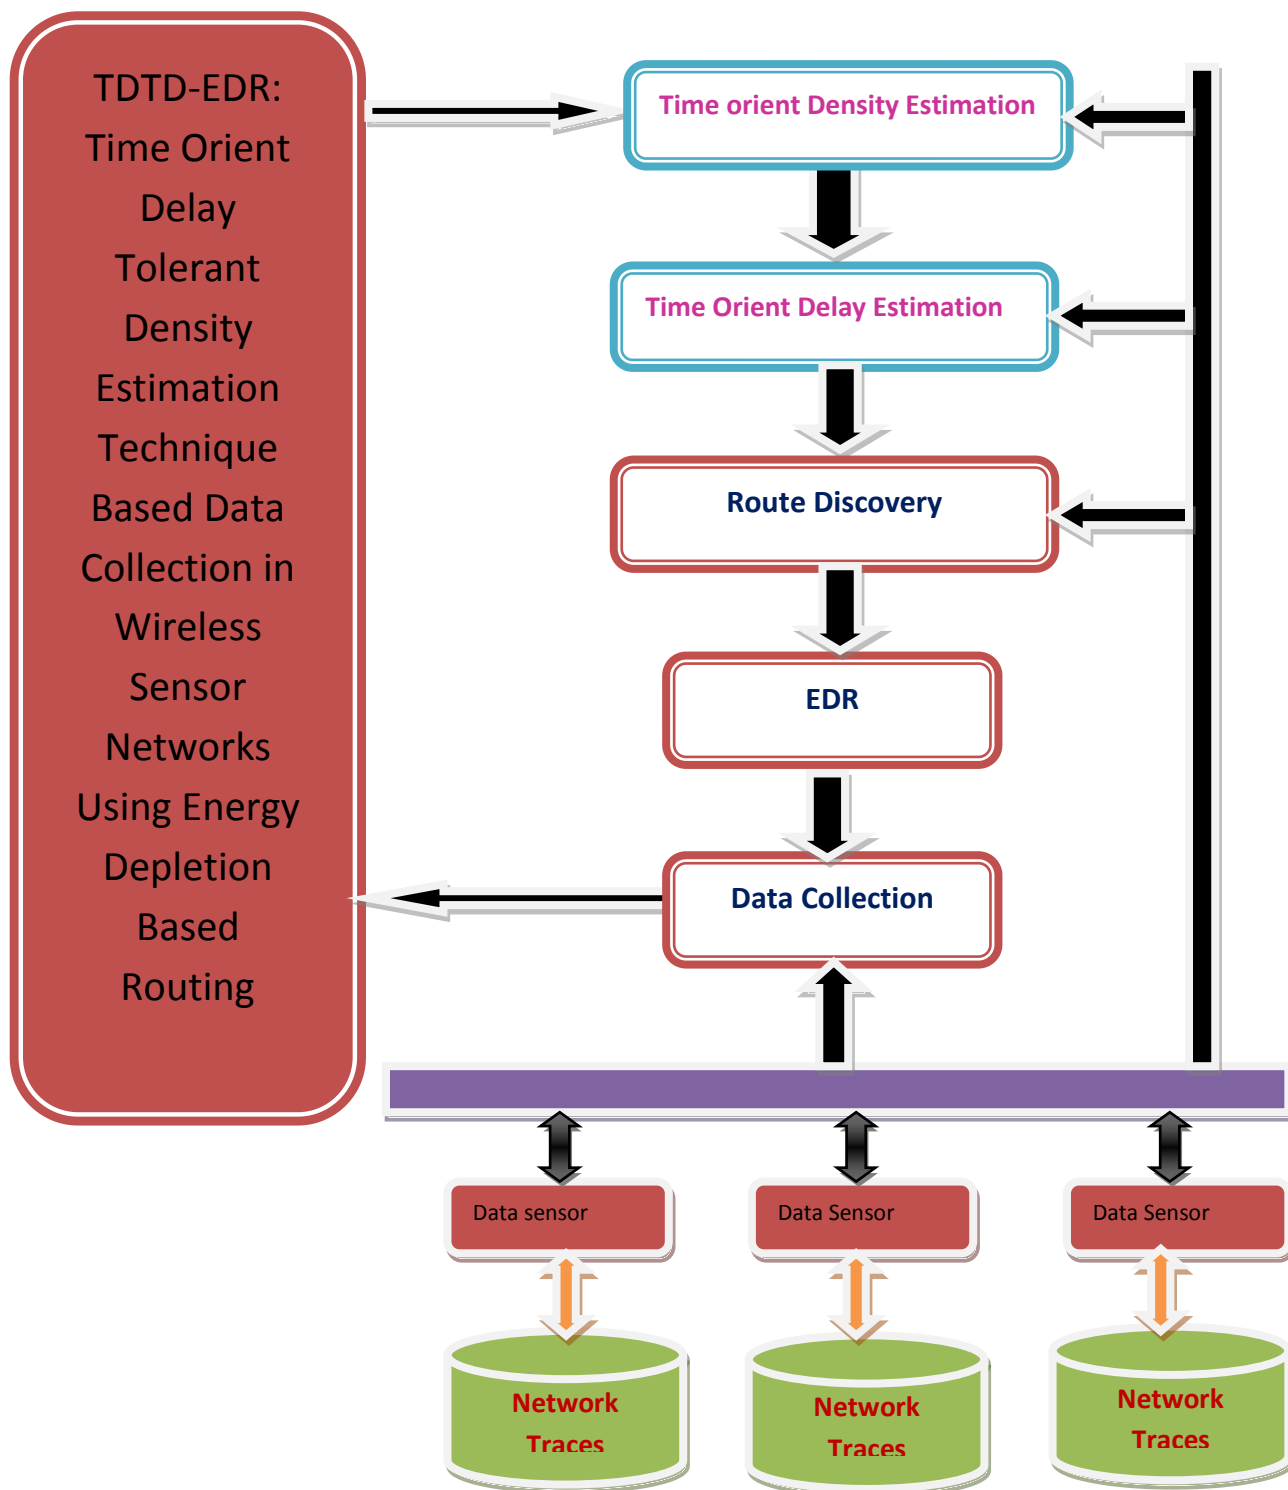 TDTD-EDR:
Time Orient
Delay
Tolerant
Density
Estimation
Technique
Based Data
Collection in
Wireless
Sensor
Networks
Using Energy
Depletion
Based
Routing
Time orient Density Estimation
Time Orient Delay Estimation
Route Discovery
EDR
Data Collection
Data sensor
Data Sensor
Data Sensor
Network
Traces
Network
Traces
Network
Traces